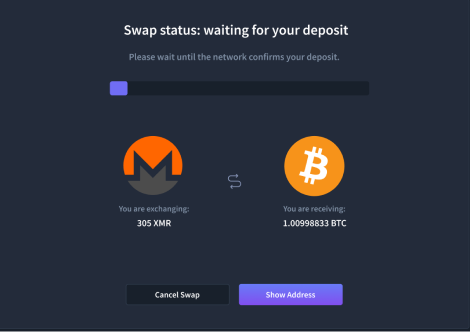 Swap status: waiting for your deposit
Please wait until the network confirms your deposit.
You are exchanging:
305 XMR
You are receiving:
1.00998833 BTC
Cancel Swap
Show Address